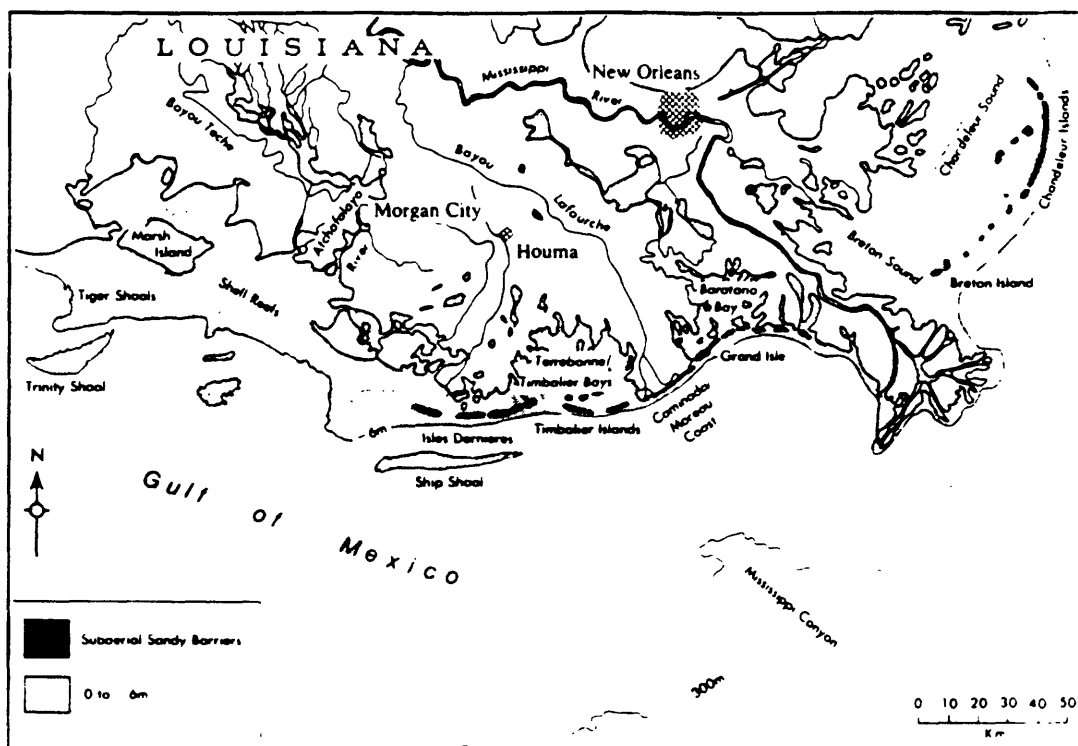 LOUISIANA
Mississippi
River
New Orleans
Chandeleur Sound
Chandeleur Islands
Bayou Teche
Bayou
Lafourche
Morgan City
Atchafalaya
River
Houma
Marsh
Island
Breton Sound
Breton Island
Tiger Shoals
Shell Reefs
Barataria
Bay
Trinity Shoal
Terrebonne/
Timbalier Bays
Grand Isle
Caminada
Moreau
Coast
-6m
Isles Dernieres
Timbalier Islands
Ship Shoal
N
Gulf of Mexico
Mississippi Canyon
300m
Subaerial Sandy Barriers
0 to 6m
0 10 20 30 40 50
Km